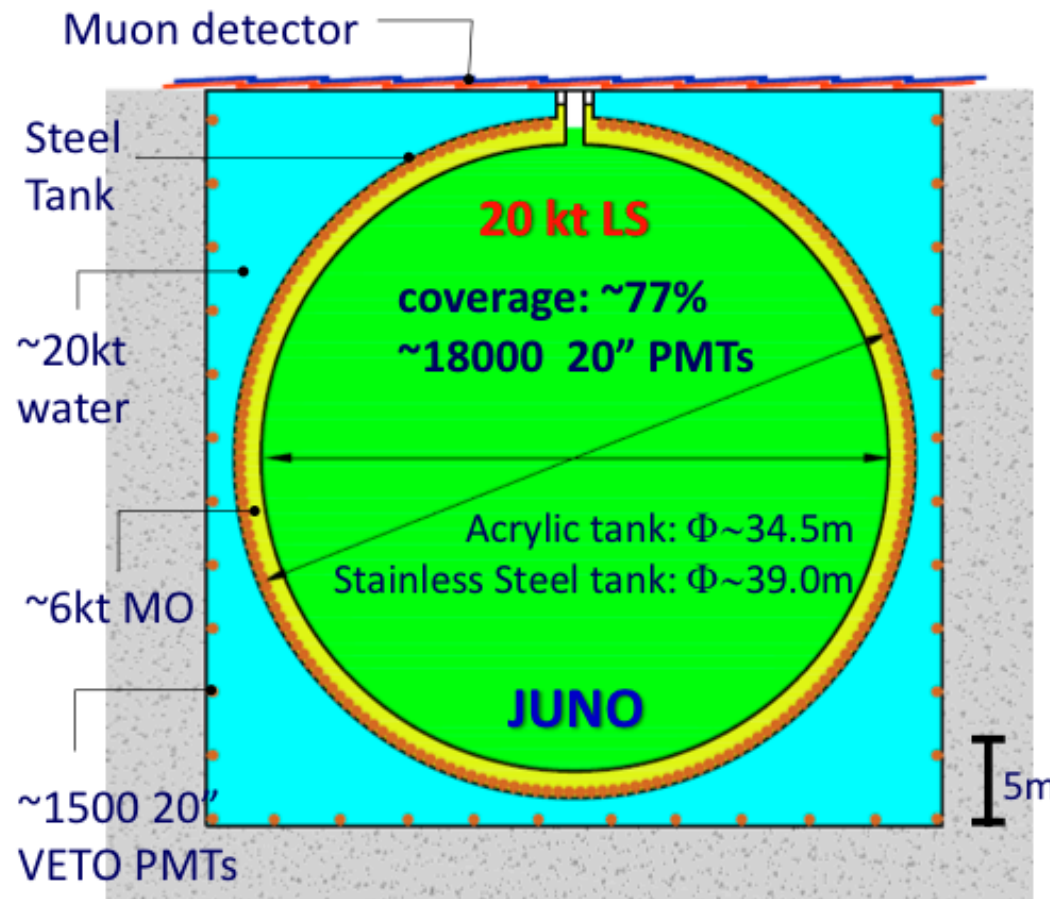 Muon detector
Steel
Tank
20 kt LS
coverage: ~77%
~18000  20” PMTs
~20kt
water
Acrylic tank: Φ~34.5m
Stainless Steel tank: Φ~39.0m
~6kt MO
JUNO
5m
~1500 20”
VETO PMTs